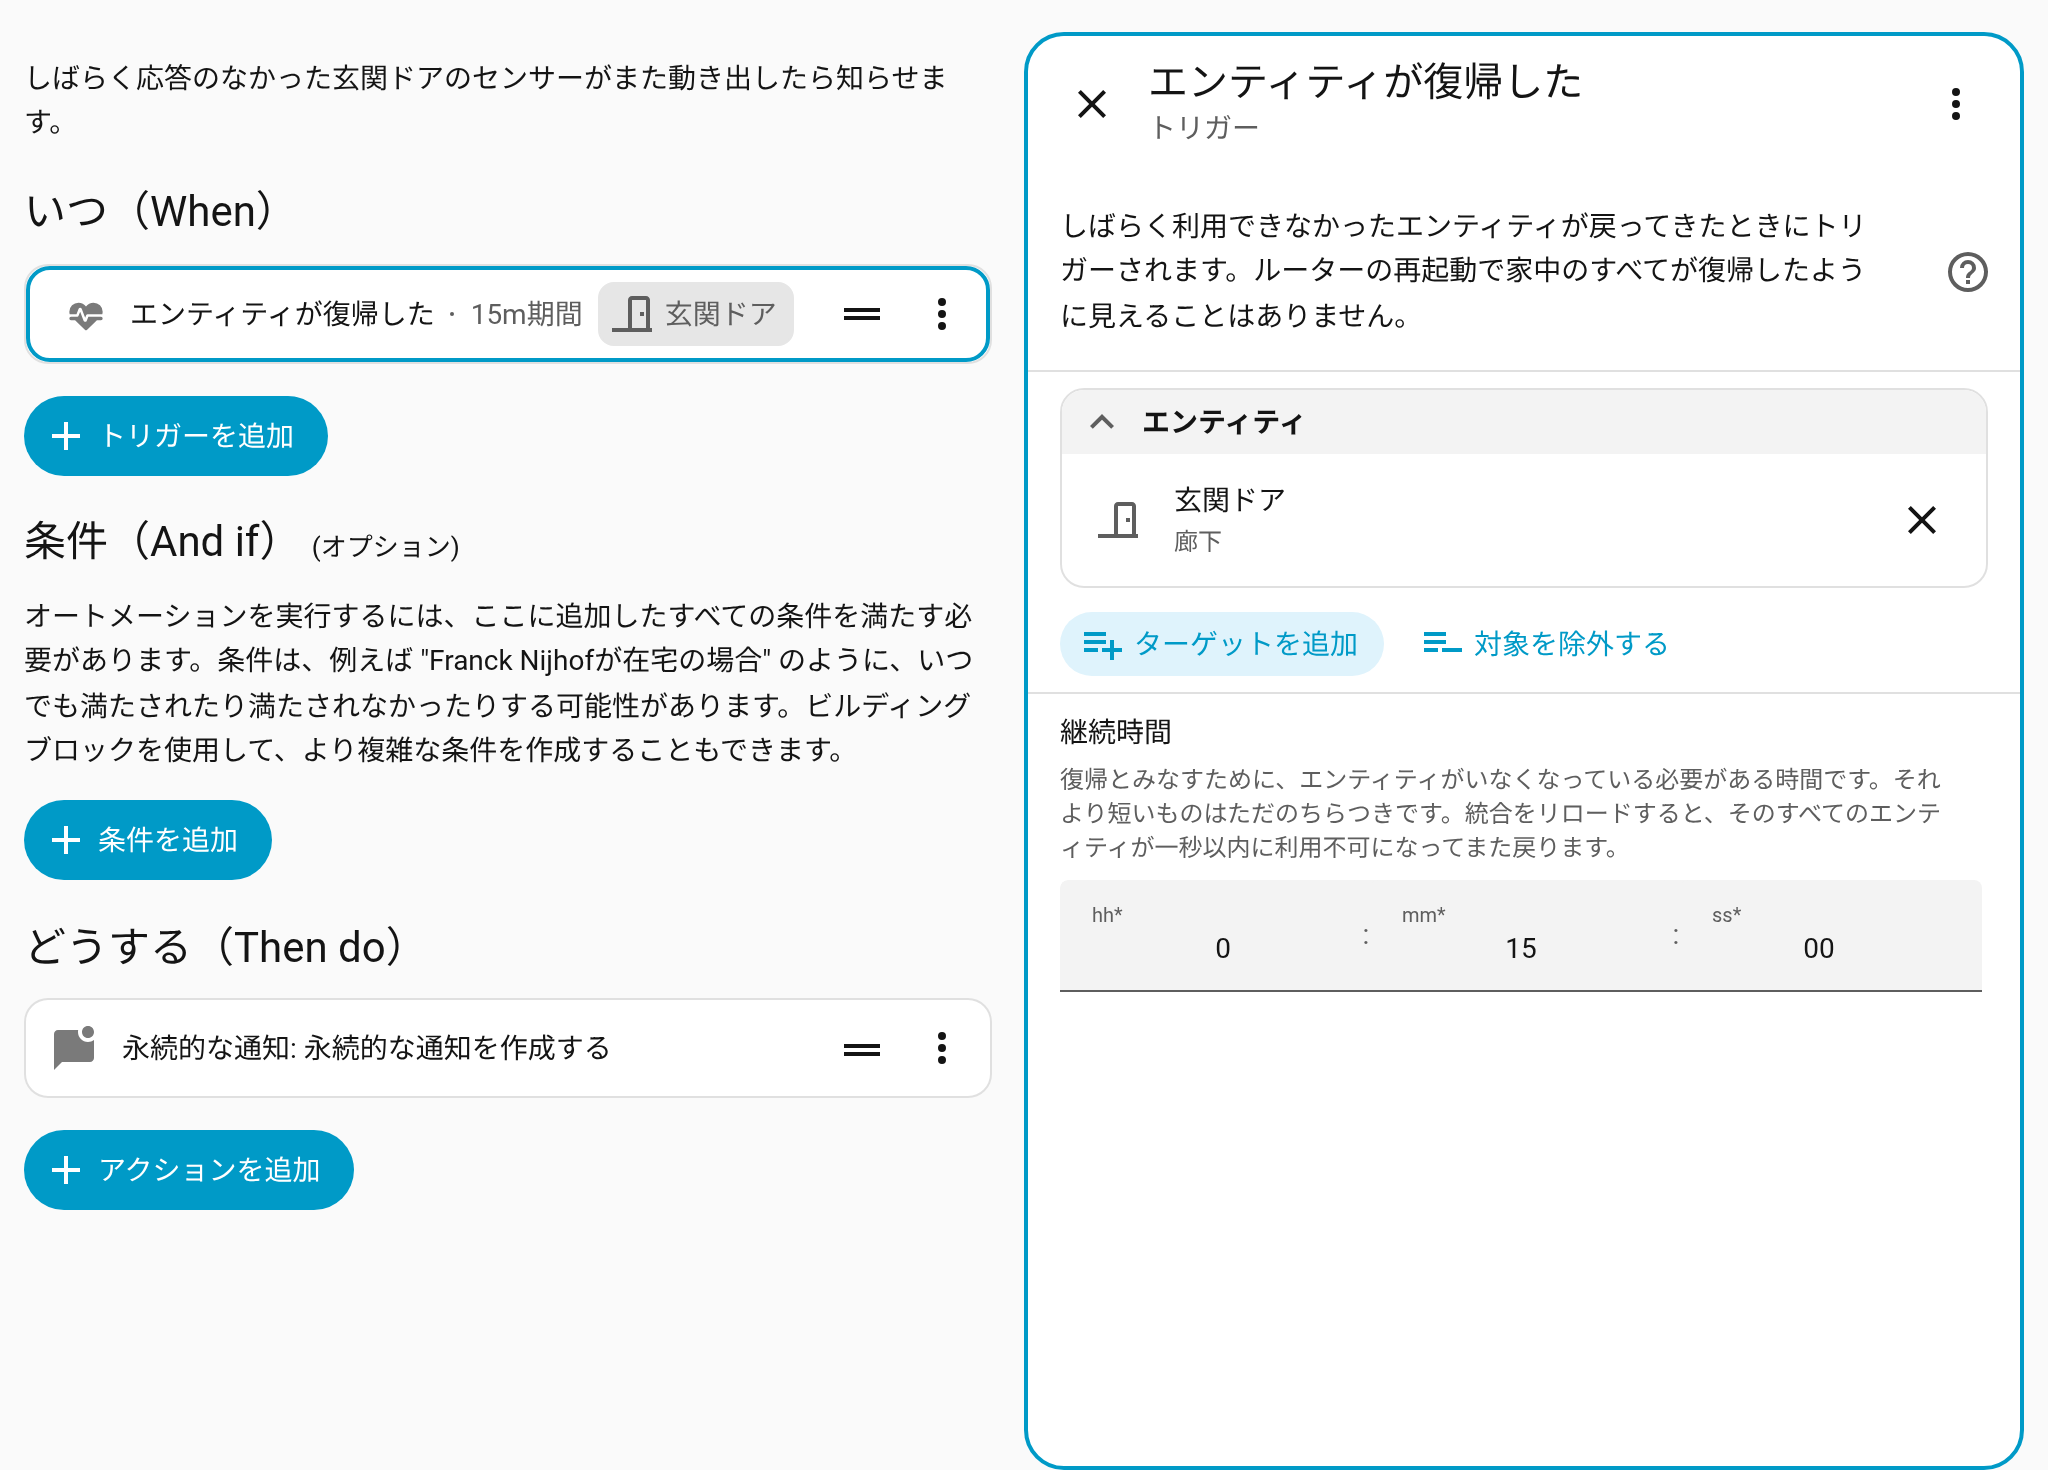 しばらく応答のなかった玄関ドアのセンサーがまた動き出したら知らせま
す。
いつ（When）
エンティティが復帰した · 15m期間 玄関ドア
トリガーを追加
条件（And if） (オプション)
オートメーションを実行するには、ここに追加したすべての条件を満たす必
要があります。条件は、例えば "Franck Nijhofが在宅の場合" のように、いつ
でも満たされたり満たされなかったりする可能性があります。ビルディング
ブロックを使用して、より複雑な条件を作成することもできます。
条件を追加
どうする（Then do）
永続的な通知: 永続的な通知を作成する
アクションを追加
エンティティが復帰した
トリガー
しばらく利用できなかったエンティティが戻ってきたときにトリ
ガーされます。ルーターの再起動で家中のすべてが復帰したよう
に見えることはありません。
エンティティ
玄関ドア
廊下
ターゲットを追加 対象を除外する
継続時間
復帰とみなすために、エンティティがいなくなっている必要がある時間です。それ
より短いものはただのちらつきです。統合をリロードすると、そのすべてのエンテ
ィティが一秒以内に利用不可になってまた戻ります。
hh* mm* ss*
0 : 15 : 00